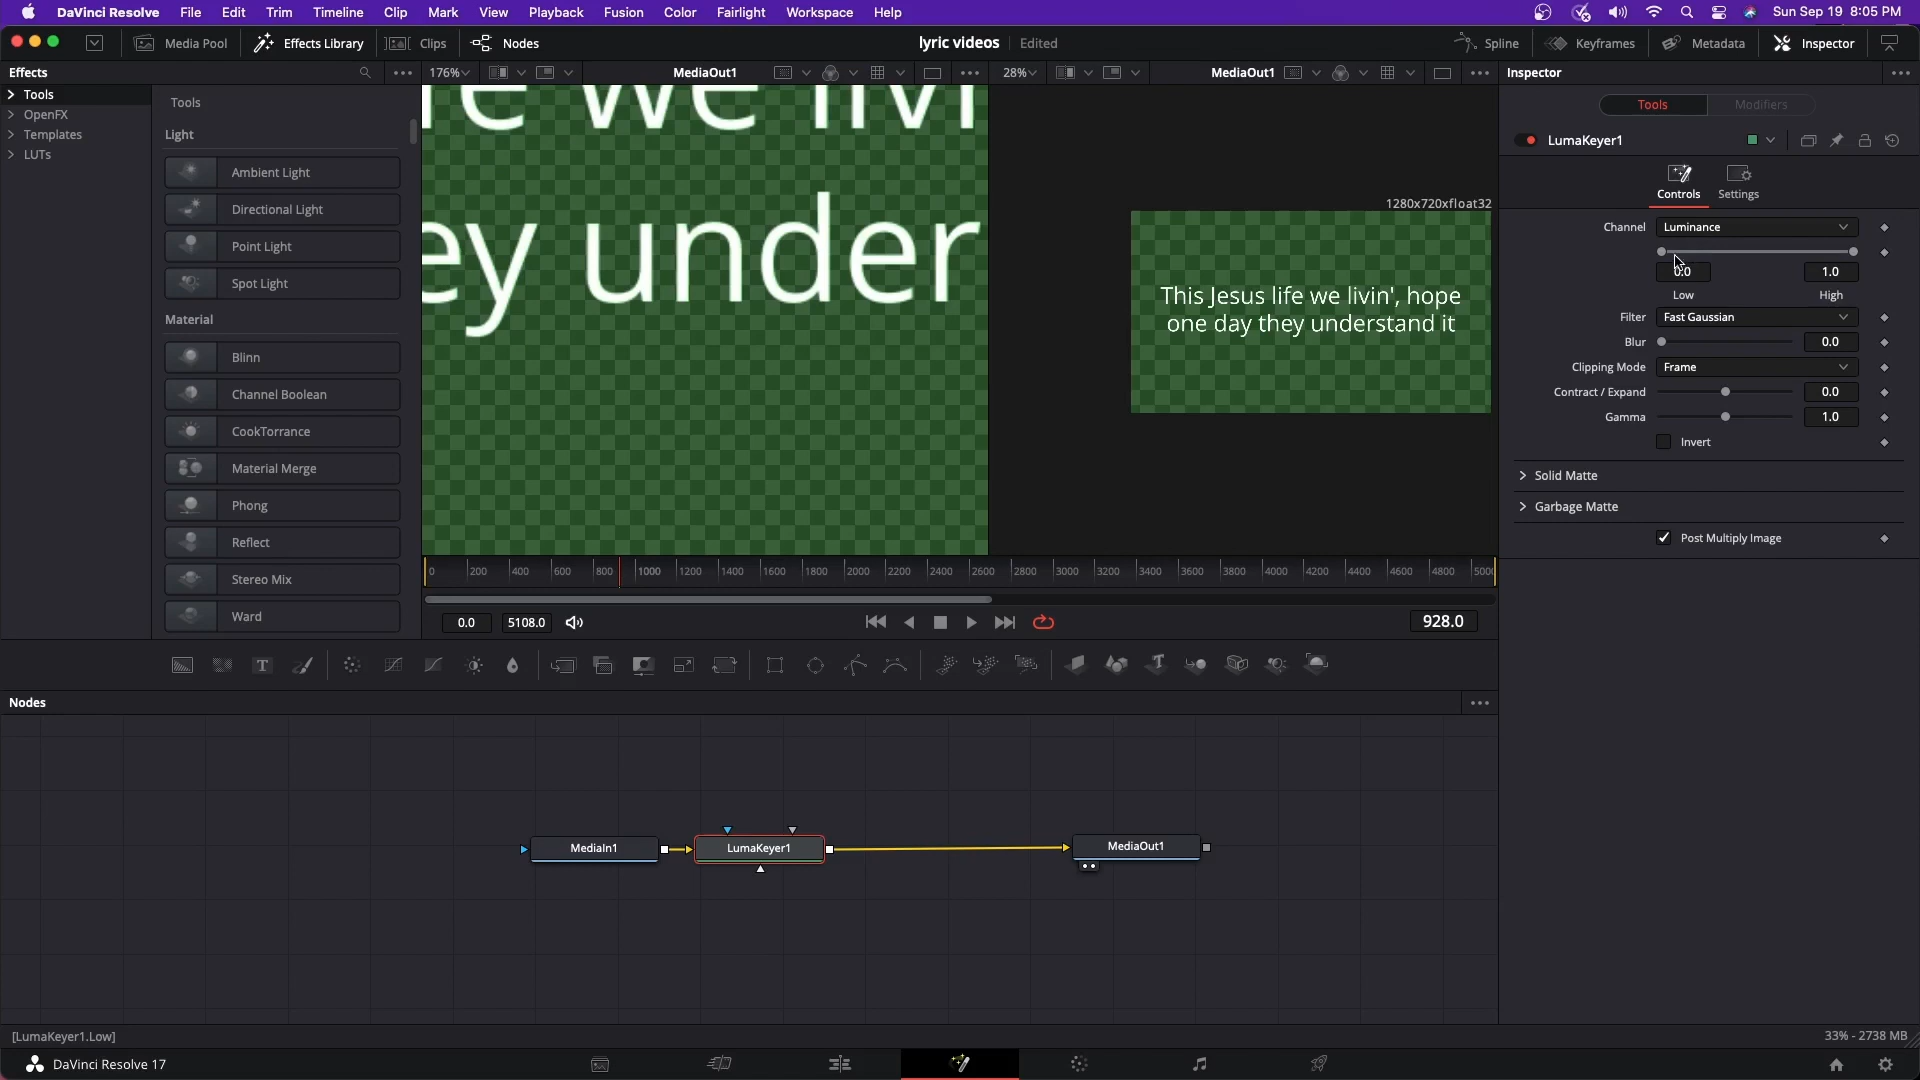 DaVinci Resolve File Edit Trim Timeline Clip Mark View Playback Fusion Color Fairlight Workspace Help Sun Sep 19 8:05 PM
Media Pool Effects Library Clips Nodes lyric videos Edited Spline Keyframes Metadata Inspector
Effects 176% MediaOut1 28% MediaOut1 Inspector
Tools
OpenFX
Templates
LUTs
Tools
Light
Ambient Light
Directional Light
Point Light
Spot Light
Material
Blinn
Channel Boolean
CookTorrance
Material Merge
Phong
Reflect
Stereo Mix
Ward
fe we livi
ey under
1280x720xfloat32
This Jesus life we livin', hope
one day they understand it
Tools Modifiers
LumaKeyer1
Controls Settings
Channel Luminance
0.0 1.0
Low High
Filter Fast Gaussian
Blur 0.0
Clipping Mode Frame
Contract / Expand 0.0
Gamma 1.0
Invert
Solid Matte
Garbage Matte
Post Multiply Image
0 200 400 600 800 1000 1200 1400 1600 1800 2000 2200 2400 2600 2800 3000 3200 3400 3600 3800 4000 4200 4400 4600 4800
0.0 5108.0 928.0
Nodes
MediaIn1 LumaKeyer1 MediaOut1
[LumaKeyer1.Low] 33% - 2738 MB
DaVinci Resolve 17